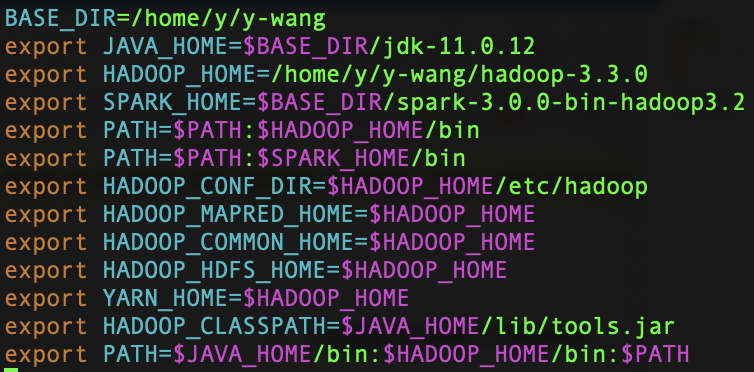 BASE_DIR=/home/y/y-wang
export JAVA_HOME=$BASE_DIR/jdk-11.0.12
export HADOOP_HOME=/home/y/y-wang/hadoop-3.3.0
export SPARK_HOME=$BASE_DIR/spark-3.0.0-bin-hadoop3.2
export PATH=$PATH:$HADOOP_HOME/bin
export PATH=$PATH:$SPARK_HOME/bin
export HADOOP_CONF_DIR=$HADOOP_HOME/etc/hadoop
export HADOOP_MAPRED_HOME=$HADOOP_HOME
export HADOOP_COMMON_HOME=$HADOOP_HOME
export HADOOP_HDFS_HOME=$HADOOP_HOME
export YARN_HOME=$HADOOP_HOME
export HADOOP_CLASSPATH=$JAVA_HOME/lib/tools.jar
export PATH=$JAVA_HOME/bin:$HADOOP_HOME/bin:$PATH